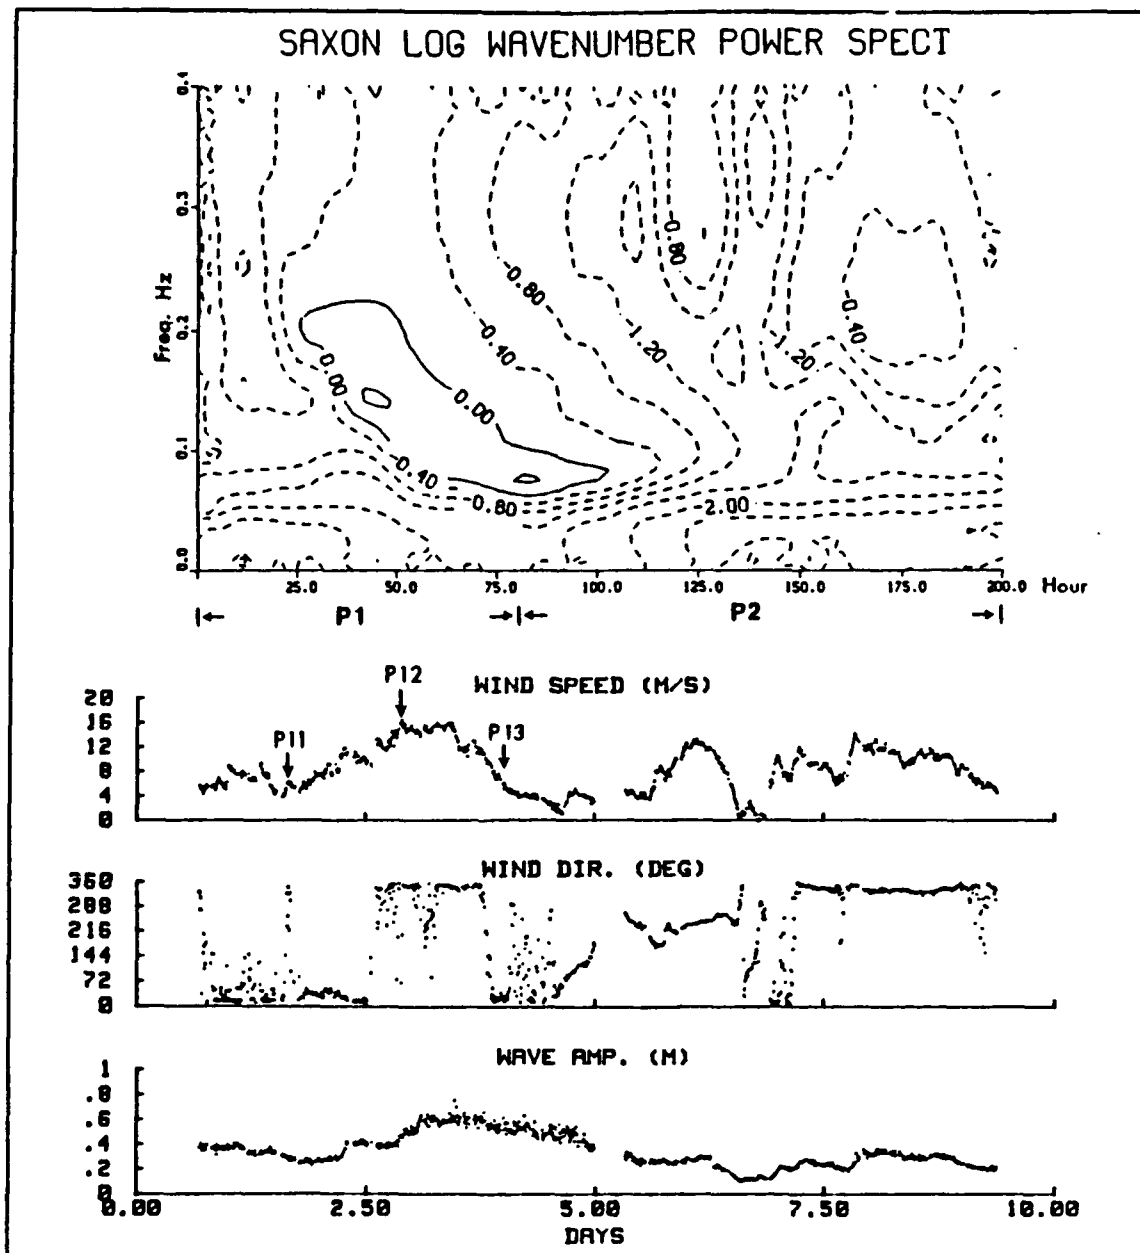 SAXON LOG WAVENUMBER POWER SPECT
0.4
0.3
Freq. Hz
0.2
0.1
0.0
0.00
0.00
-0.40
-0.80
-0.40
-0.80
-1.20
-0.80
-1.20
-0.40
2.00
25.0 50.0 75.0 100.0 125.0 150.0 175.0 200.0 Hour
P1 P2
WIND SPEED (M/S)
P11
P12
P13
20
16
12
8
4
0
WIND DIR. (DEG)
360
288
216
144
72
0
WAVE AMP. (M)
1
.8
.6
.4
.2
0
0.00 2.50 5.00 7.50 10.00
DAYS